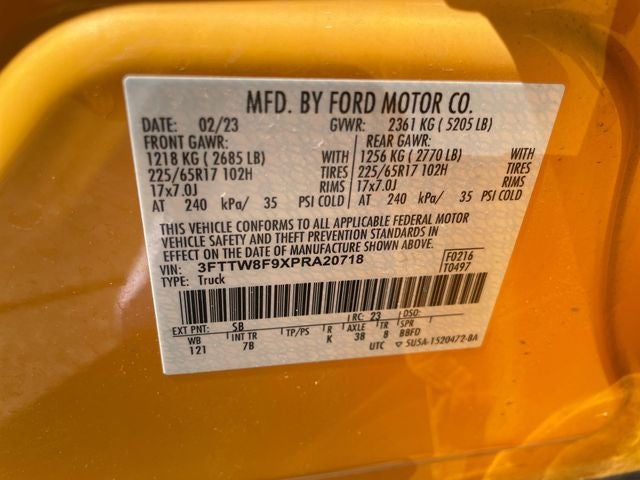 MFD. BY FORD MOTOR CO.
DATE: 02/23 GVWR: 2361 KG ( 5205 LB)
FRONT GAWR: REAR GAWR:
1218 KG ( 2685 LB) WITH 1256 KG ( 2770 LB) WITH
225/65R17 102H TIRES 225/65R17 102H TIRES
17x7.0J RIMS 17x7.0J RIMS
AT 240 kPa/ 35 PSI COLD AT 240 kPa/ 35 PSI COLD
THIS VEHICLE CONFORMS TO ALL APPLICABLE FEDERAL MOTOR
VEHICLE SAFETY AND THEFT PREVENTION STANDARDS IN
EFFECT ON THE DATE OF MANUFACTURE SHOWN ABOVE.
VIN: 3FTTW8F9XPRA20718 F0216
TYPE: Truck T0497
EXT PNT: SB RC: 23 DSO:
WB INT TR TP/PS R AXLE TR SPR
121 7B K 38 8 BBFD
UTC ▽ 5USA-1520472-BA